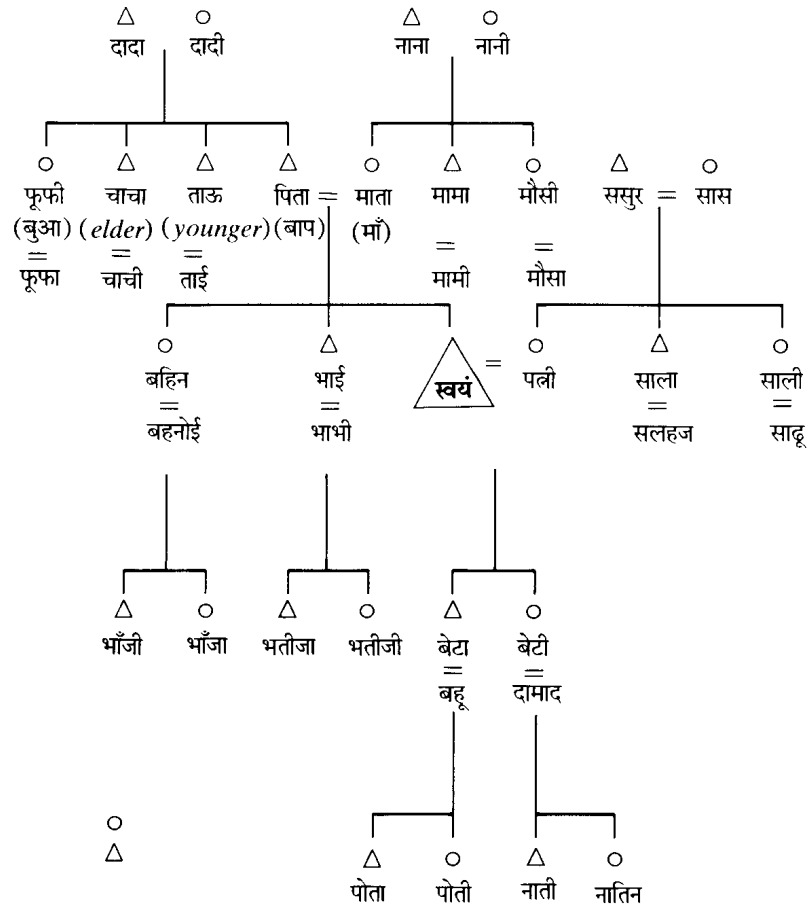 दादा दादी नाना नानी
फूफी चाचा ताऊ पिता = माता मामा मौसी ससुर = सास
(बुआ) (elder) (younger) (बाप) (माँ)
= = = = =
फूफा चाची ताई मामी मौसा
बहिन भाई स्वयं = पत्नी साला साली
= = = =
बहनोई भाभी सलहज साढू
भाँजी भाँजा भतीजा भतीजी बेटा बेटी
= =
बहू दामाद
पोता पोती नाती नातिन